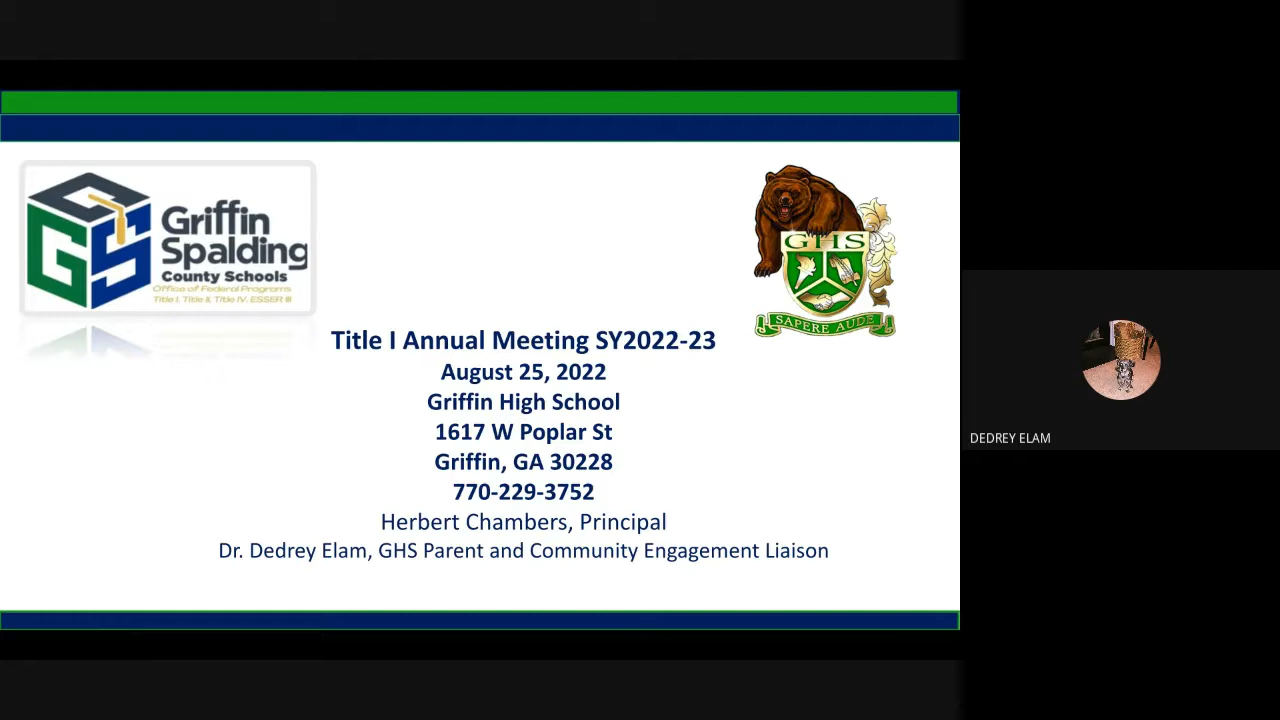 GGS
Griffin
Spalding
County Schools
Office of Federal Programs
Title I, Title II, Title IV, ESSER III
GHS
SAPERE AUDE
Title I Annual Meeting SY2022-23
August 25, 2022
Griffin High School
1617 W Poplar St
Griffin, GA 30228
770-229-3752
Herbert Chambers, Principal
Dr. Dedrey Elam, GHS Parent and Community Engagement Liaison
DEDREY ELAM